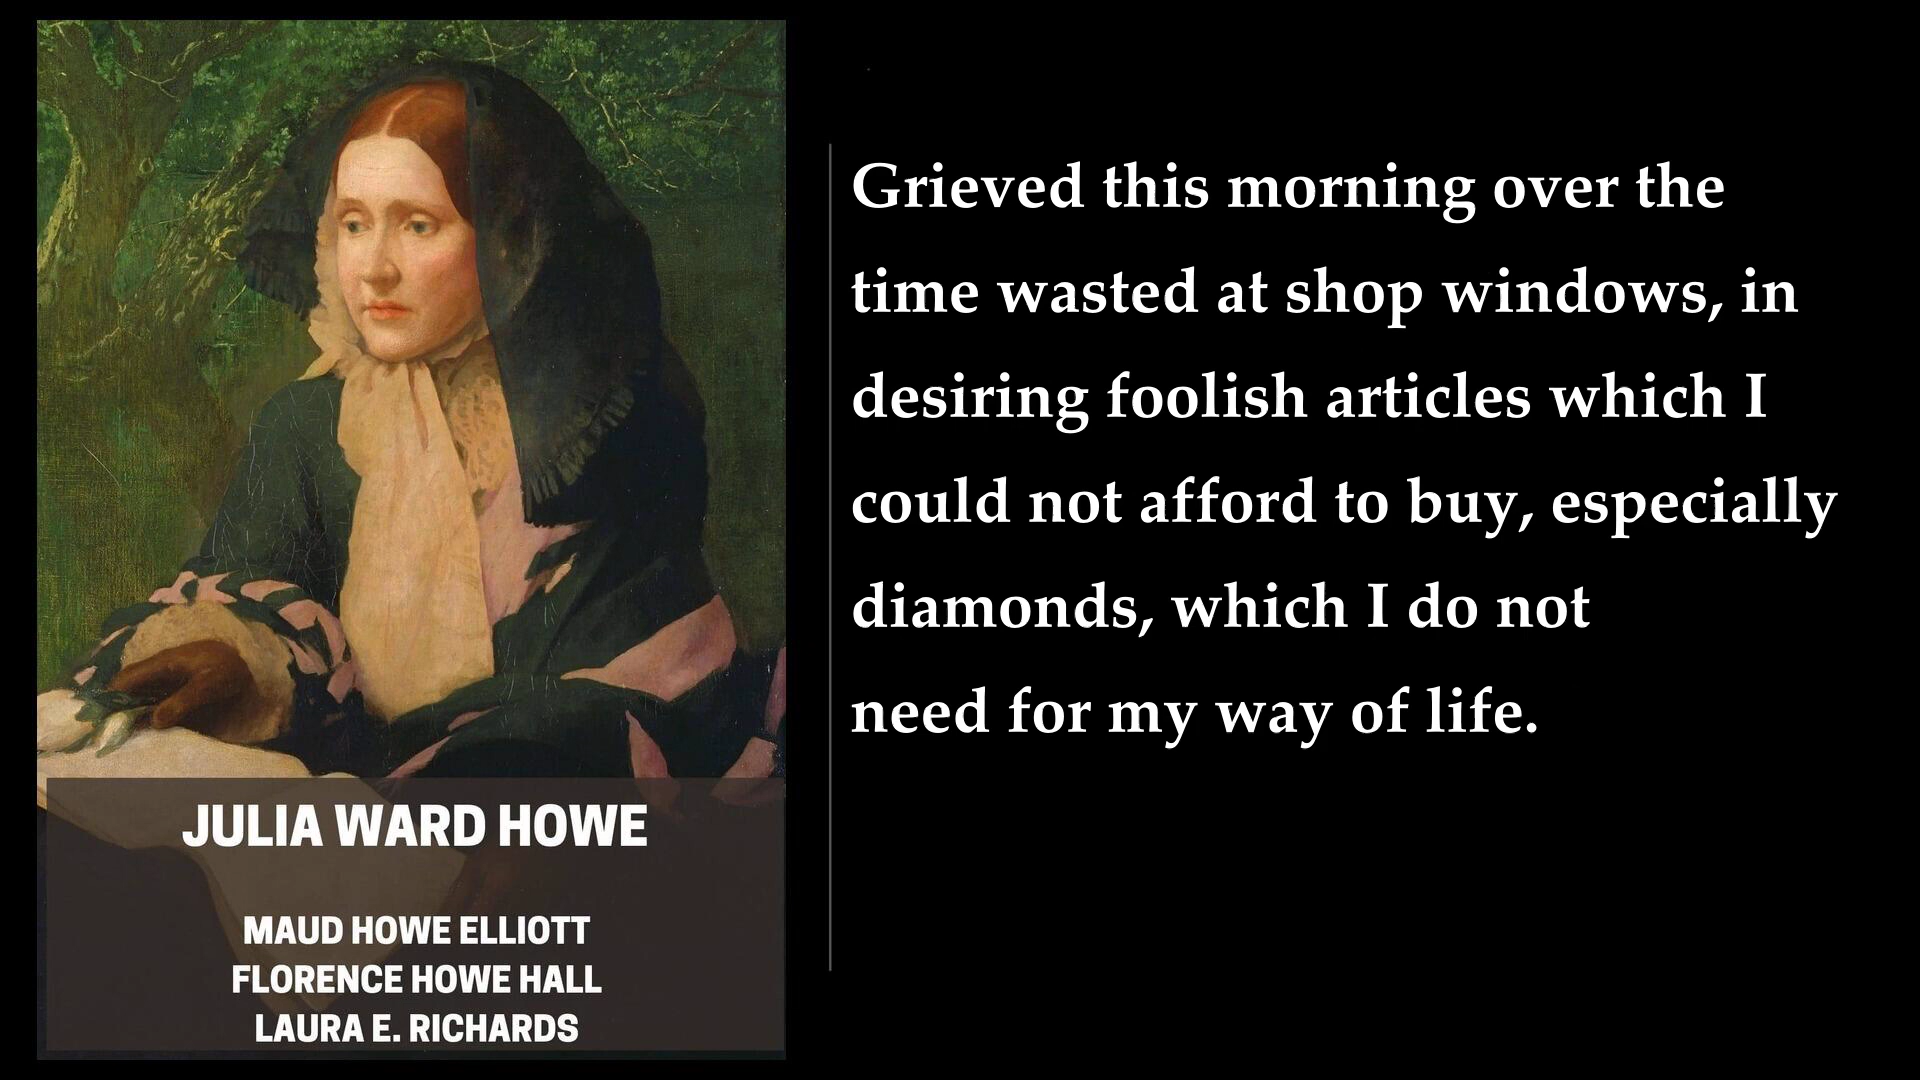 JULIA WARD HOWE
MAUD HOWE ELLIOTT
FLORENCE HOWE HALL
LAURA E. RICHARDS
Grieved this morning over the
time wasted at shop windows, in
desiring foolish articles which I
could not afford to buy, especially
diamonds, which I do not
need for my way of life.